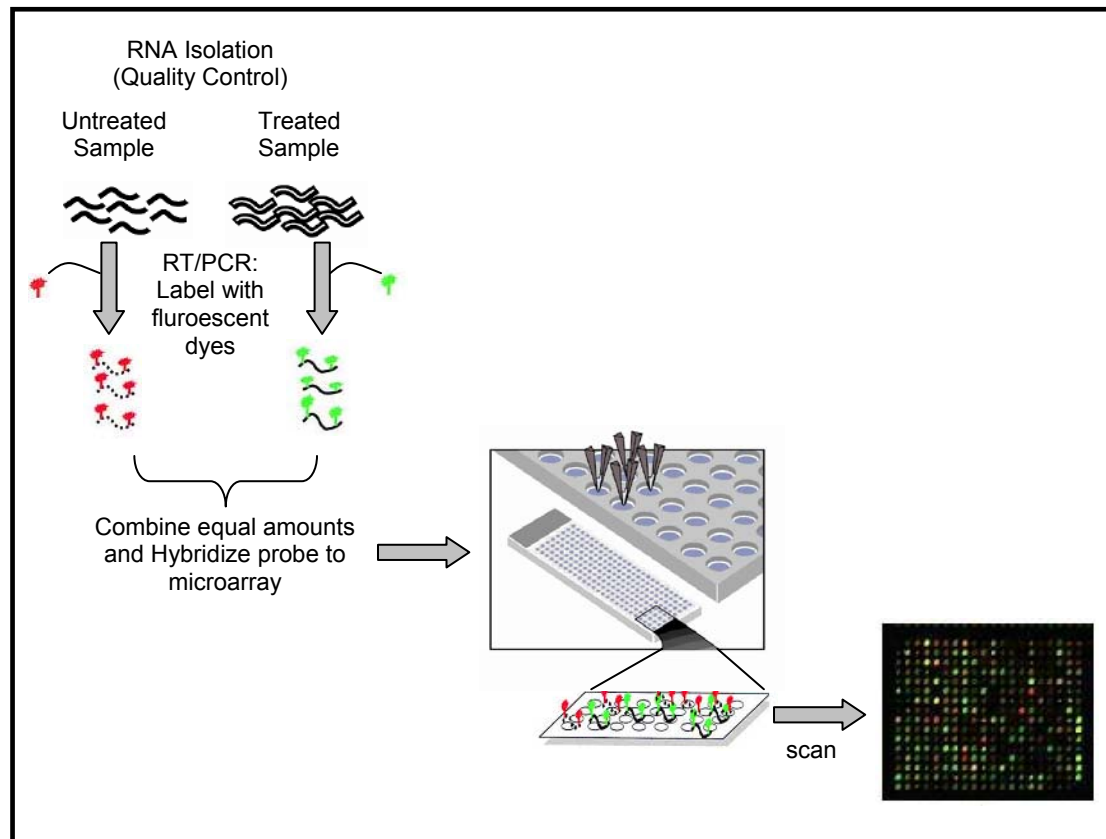 RNA Isolation
(Quality Control)
Untreated
Sample
Treated
Sample
RT/PCR:
Label with
fluroescent
dyes
Combine equal amounts
and Hybridize probe to
microarray
scan